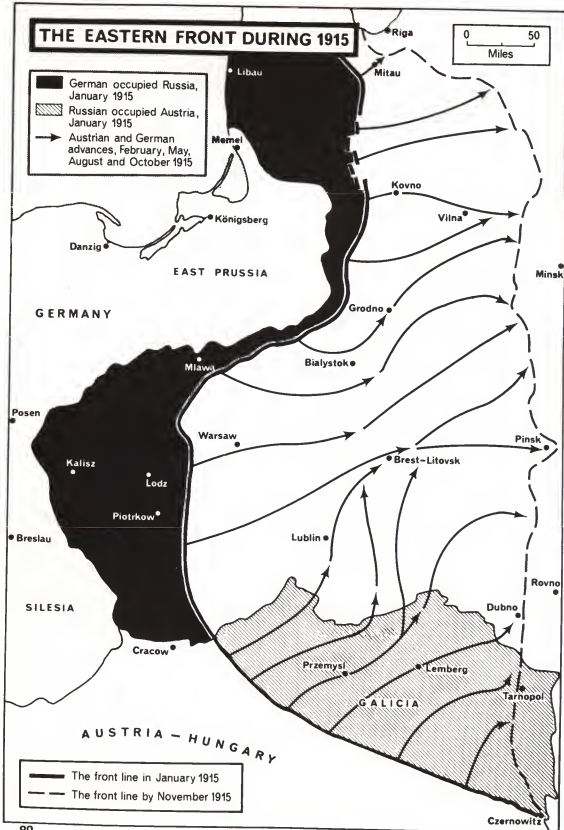 THE EASTERN FRONT DURING 1915
Riga
0 50
Miles
Mitau
Libau
German occupied Russia,
January 1915
Russian occupied Austria,
January 1915
Austrian and German
advances, February, May,
August and October 1915
Memel
Kovno
Vilna
Königsberg
Danzig
EAST PRUSSIA
Minsk
GERMANY
Grodno
Bialystok
Mlawa
Posen
Warsaw
Pinsk
Kalisz
Lodz
Brest-Litovsk
Piotrkow
Breslau
Lublin
Rovno
SILESIA
Dubno
Cracow
Przemysl
Lemberg
Tarnopol
GALICIA
AUSTRIA-HUNGARY
The front line in January 1915
The front line by November 1915
Czernowitz